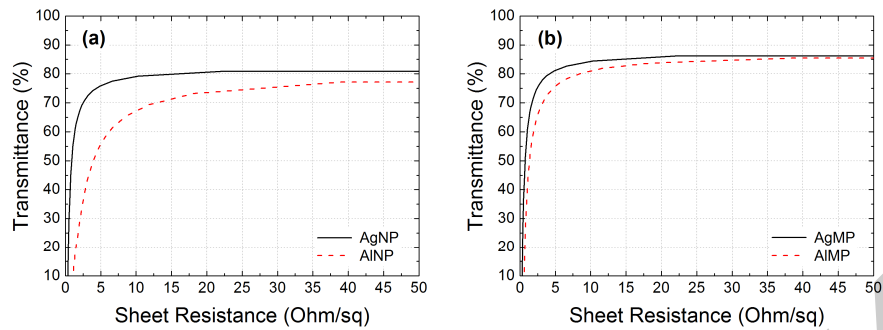 (a)
Transmittance (%)
100
90
80
70
60
50
40
30
20
10
AgNP
AlNP
0 5 10 15 20 25 30 35 40 45 50
Sheet Resistance (Ohm/sq)
(b)
Transmittance (%)
100
90
80
70
60
50
40
30
20
10
AgMP
AlMP
0 5 10 15 20 25 30 35 40 45 50
Sheet Resistance (Ohm/sq)